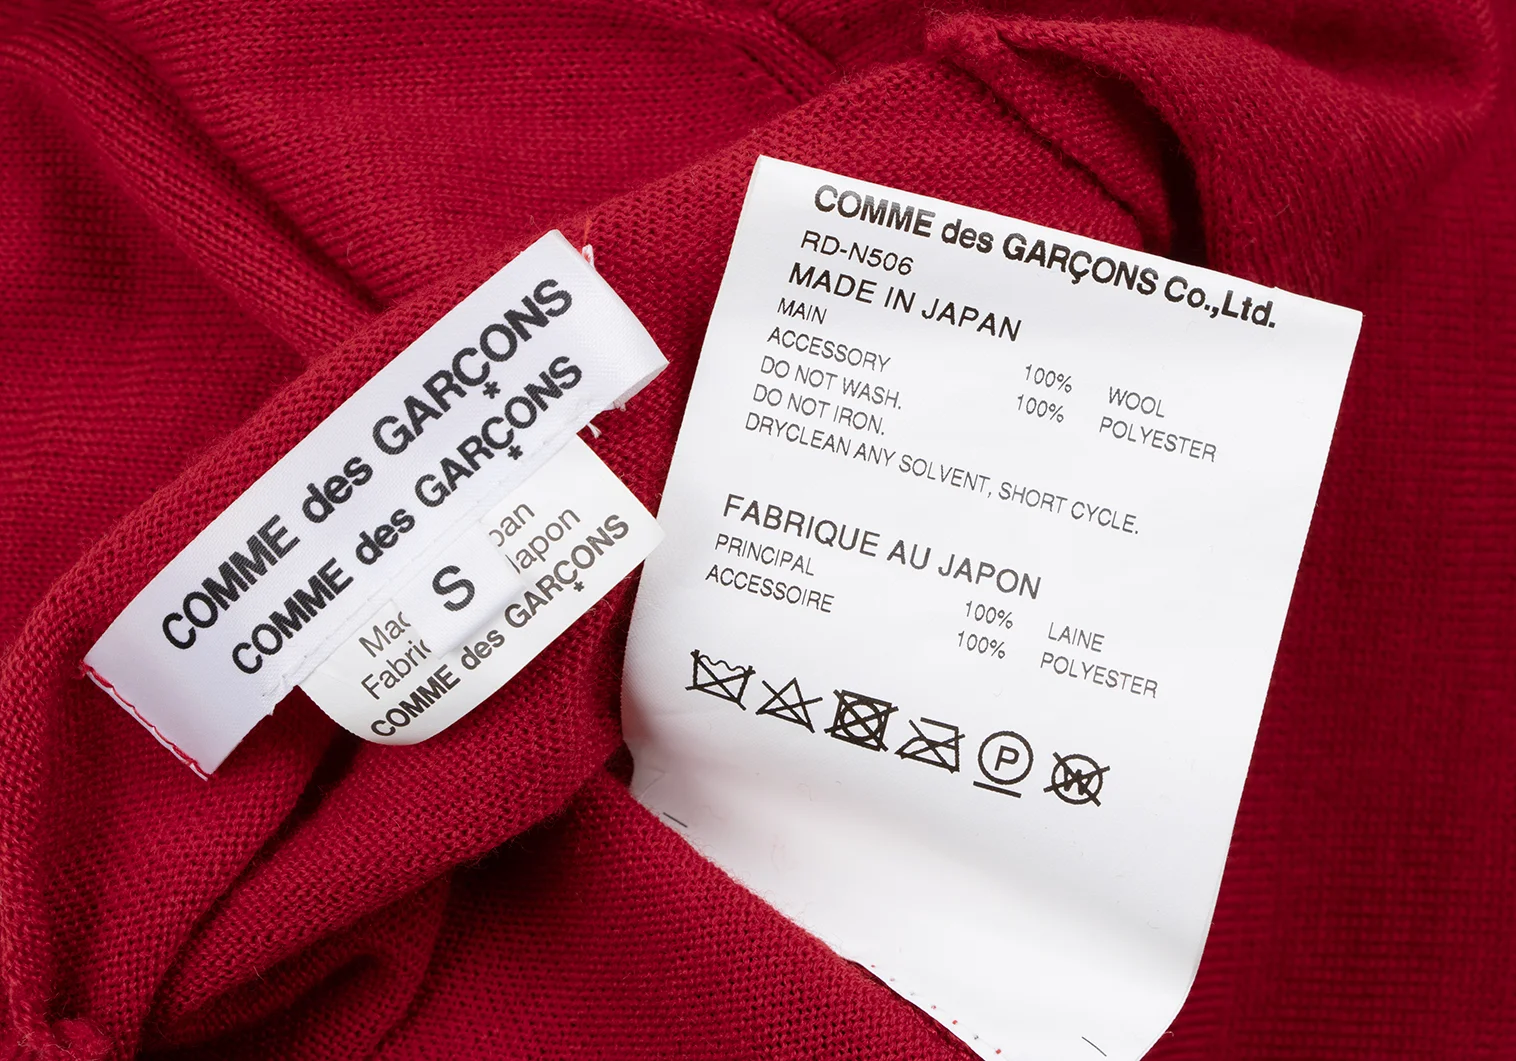 COMME des GARÇONS
COMME des GARÇONS
S
COMME des GARÇONS
COMME des GARÇONS Co.,Ltd.
RD-N506
MADE IN JAPAN
MAIN 100% WOOL
ACCESSORY 100% POLYESTER
DO NOT WASH.
DO NOT IRON.
DRYCLEAN ANY SOLVENT, SHORT CYCLE.
FABRIQUE AU JAPON
PRINCIPAL 100% LAINE
ACCESSOIRE 100% POLYESTER
P
W